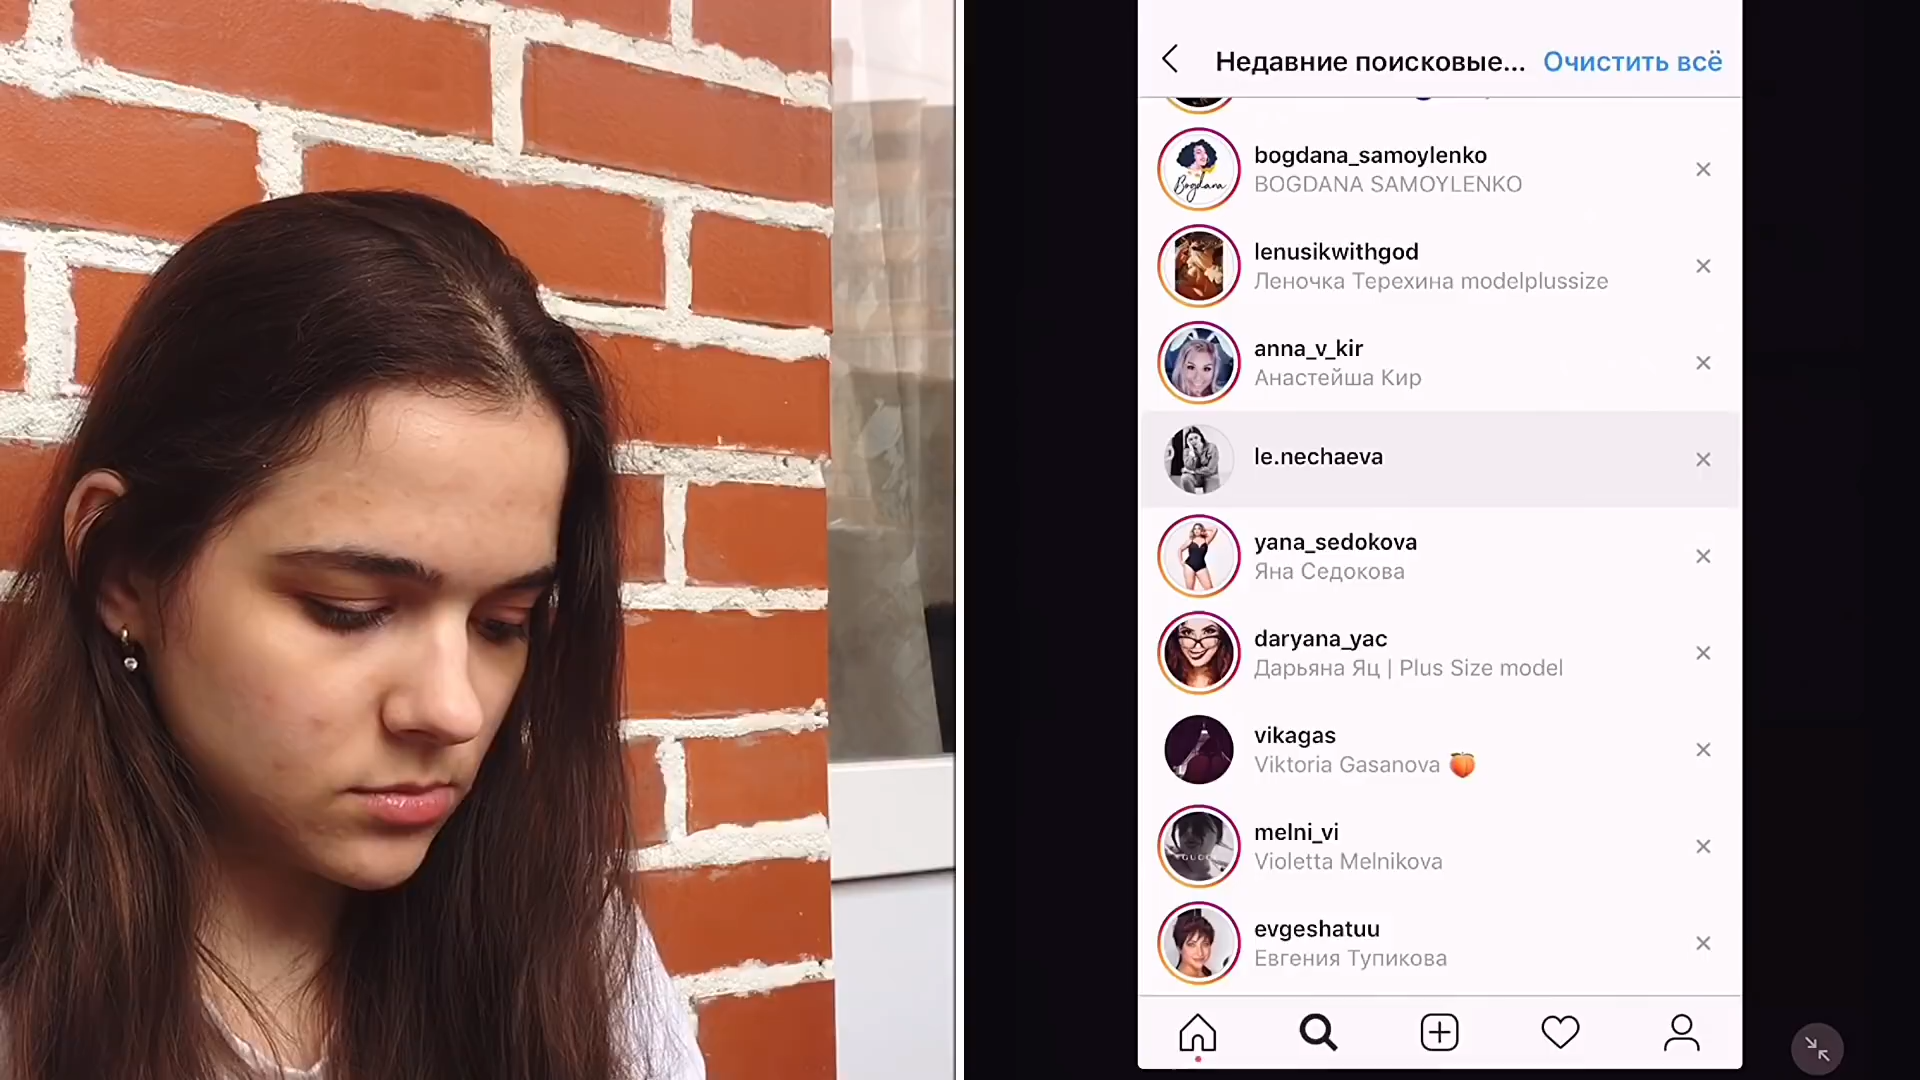 Недавние поисковые...
Очистить всё
bogdana_samoylenko
BOGDANA SAMOYLENKO
Bogdana
lenusikwithgod
Леночка Терехина modelplussize
anna_v_kir
Анастейша Кир
le.nechaeva
yana_sedokova
Яна Седокова
daryana_yac
Дарьяна Яц | Plus Size model
vikagas
Viktoria Gasanova 🍑
melni_vi
Violetta Melnikova
evgeshatuu
Евгения Тупикова